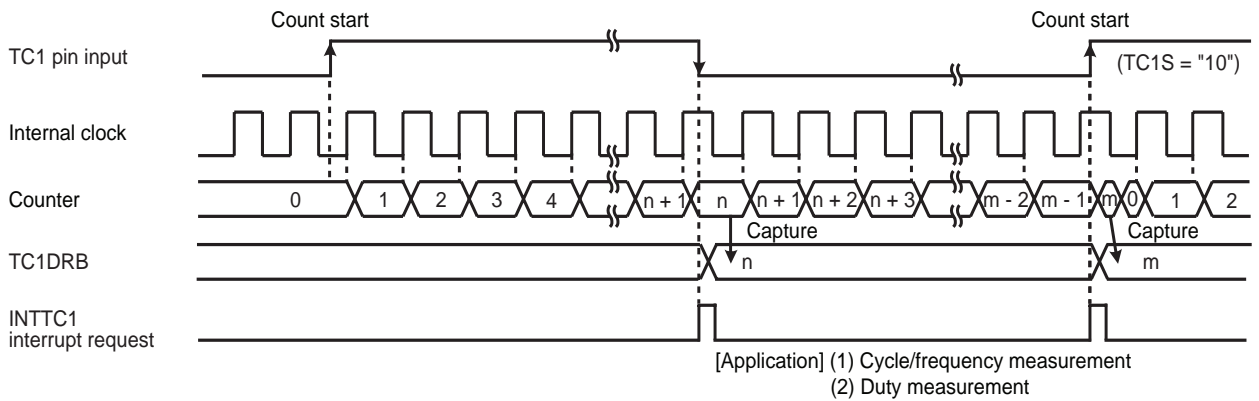 Count start Count start
TC1 pin input
(TC1S = "10")
Internal clock
Counter 0 1 2 3 4 n + 1 n n + 1 n + 2 n + 3 m - 2 m - 1 m 0 1 2
Capture Capture
TC1DRB n m
INTTC1
interrupt request
[Application] (1) Cycle/frequency measurement
(2) Duty measurement